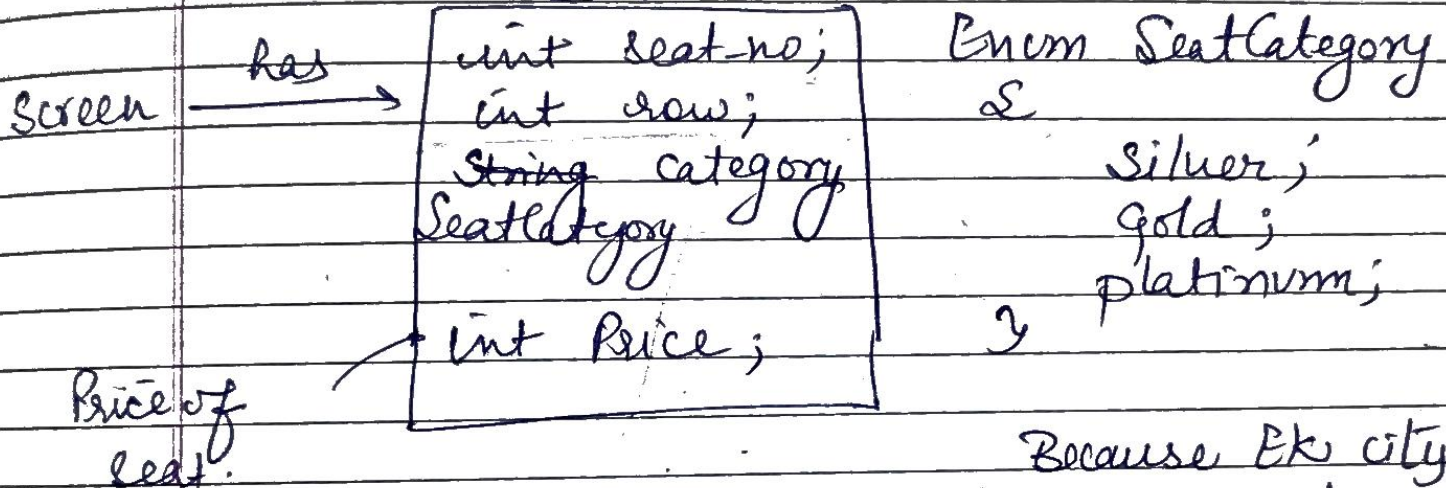 int seat-no; Enum SeatCategory
has
Screen int row; {
String category Silver;
SeatCategory gold;
platinum;
int Price; }
Price of
seat.
Because Ek city